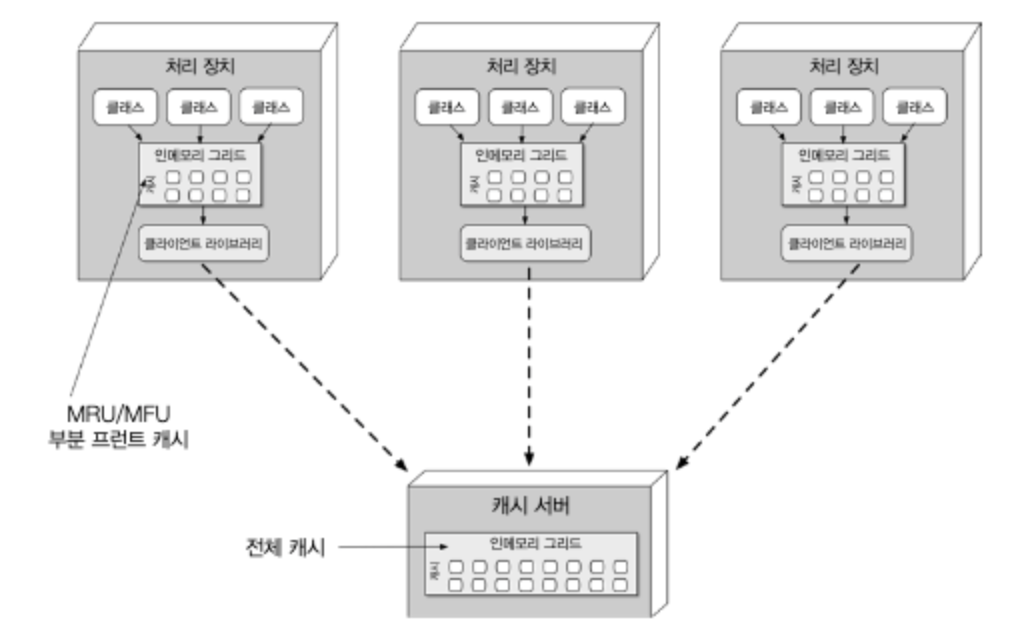 처리 장치
클래스 클래스 클래스
인메모리 그리드
캐시
클라이언트 라이브러리
처리 장치
클래스 클래스 클래스
인메모리 그리드
캐시
클라이언트 라이브러리
처리 장치
클래스 클래스 클래스
인메모리 그리드
캐시
클라이언트 라이브러리
MRU/MFU
부분 프런트 캐시
캐시 서버
전체 캐시
인메모리 그리드
캐시